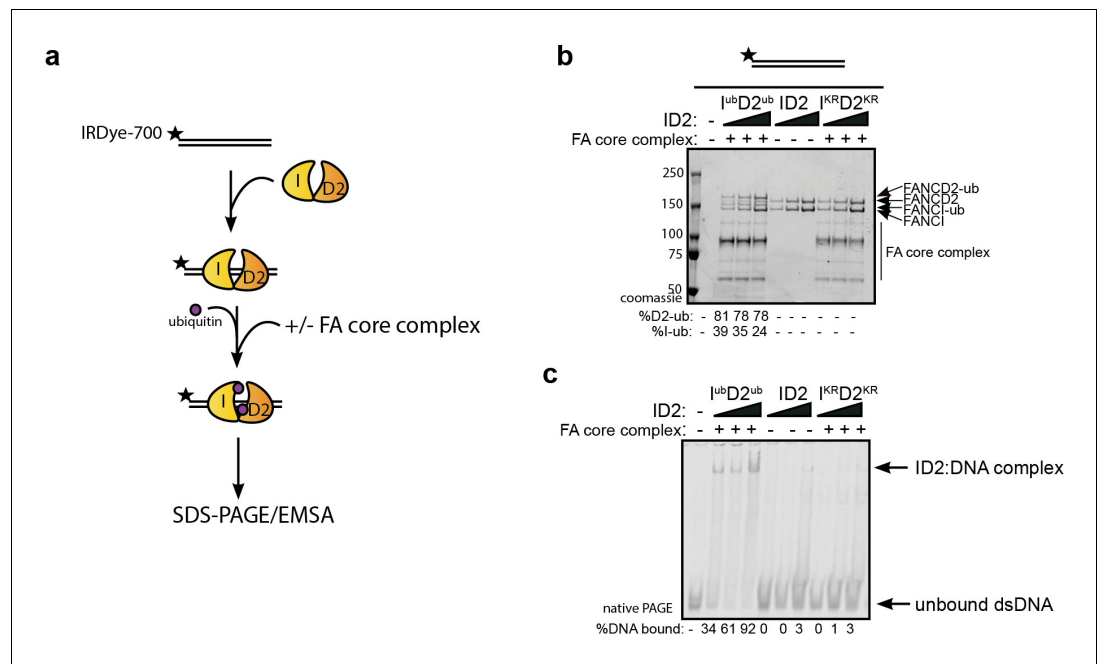 a
IRDye-700
I D2
I D2
ubiquitin
+/- FA core complex
I D2
SDS-PAGE/EMSA
b
IubD2ub ID2 IKRD2KR
ID2: -
FA core complex: - + + + - - - + + +
250
150
100
75
50
coomassie
FANCD2-ub
FANCD2
FANCI-ub
FANCI
FA core complex
%D2-ub: - 81 78 78 - - - - - -
%I-ub: - 39 35 24 - - - - - -
c
IubD2ub ID2 IKRD2KR
ID2: -
FA core complex: - + + + - - - + + +
ID2:DNA complex
unbound dsDNA
native PAGE
%DNA bound: - 34 61 92 0 0 3 0 1 3